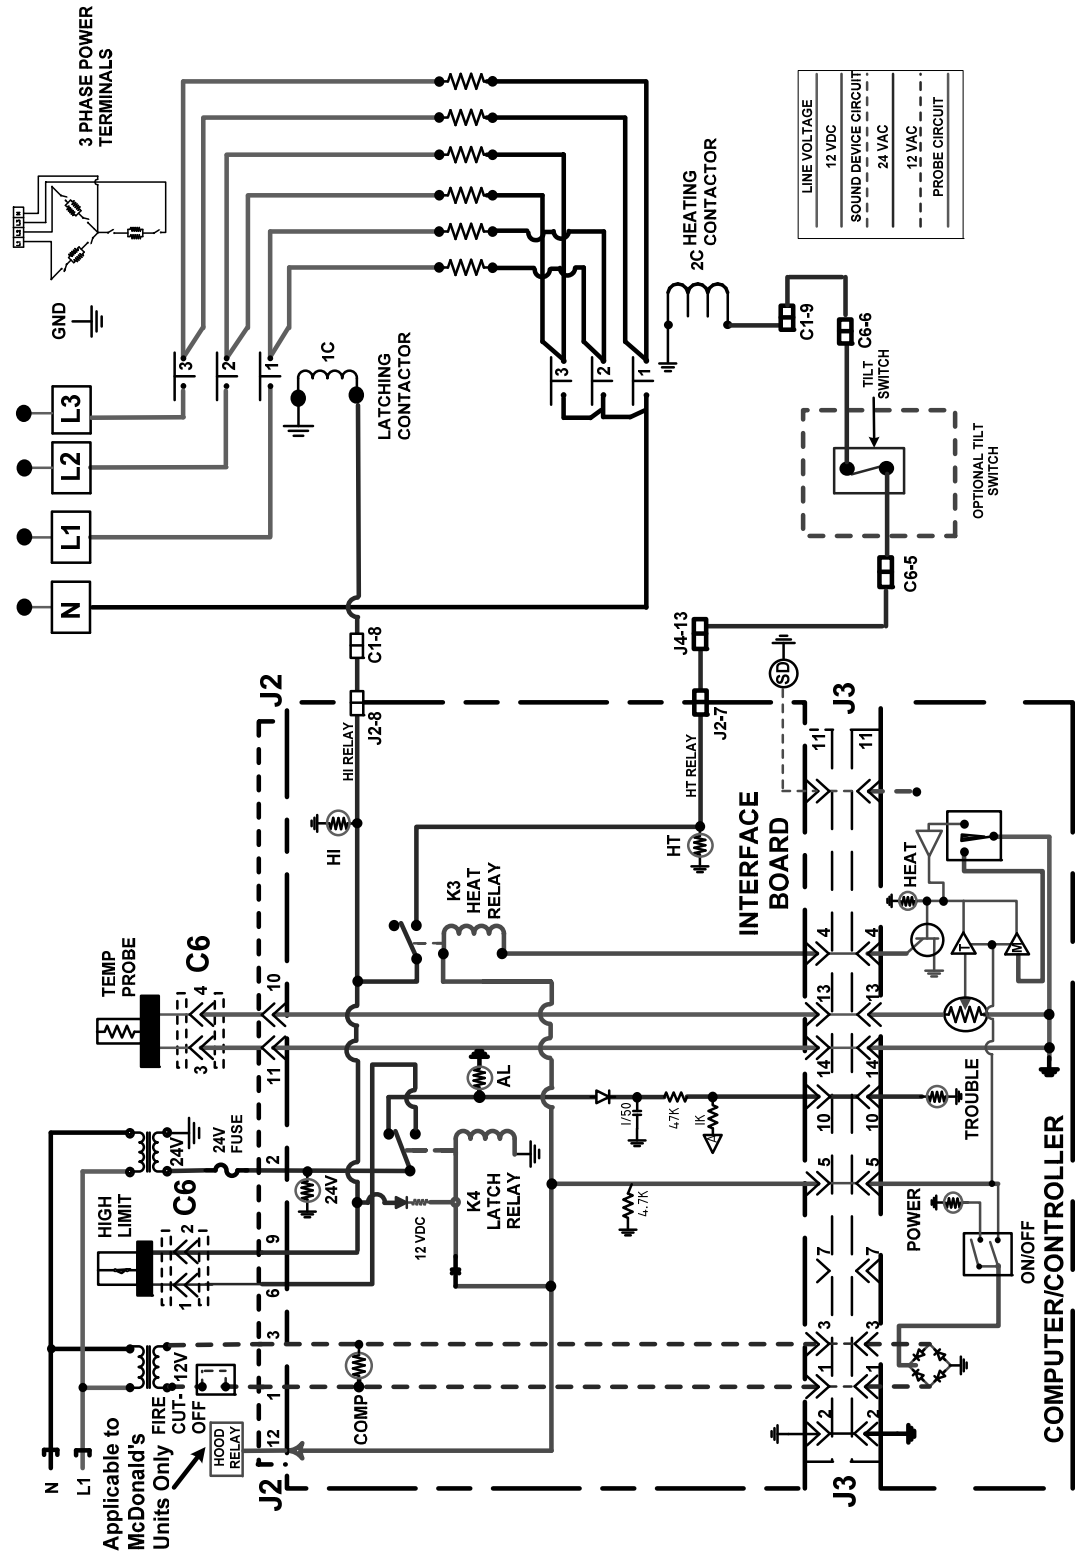 N
L1
Applicable to
McDonald's
Units Only
N
L1
L2
L3
GND
3 PHASE POWER
TERMINALS
12V
FIRE
CUT-
OFF
HOOD
RELAY
HIGH
LIMIT
C6
1
2
24V
24V
FUSE
TEMP
PROBE
C6
3
4
J2
12
1
3
6
9
2
11
10
J2
COMP
24V
12 VDC
K4
LATCH
RELAY
AL
K3
HEAT
RELAY
HI
HI RELAY
J2-8
C1-8
1C
LATCHING
CONTACTOR
1
2
3
1
2
3
2C HEATING
CONTACTOR
C1-9
C6-6
TILT
SWITCH
OPTIONAL TILT
SWITCH
C6-5
J4-13
J2-7
HT RELAY
HT
SD
4.7K
1/50
47K
1K
INTERFACE
BOARD
J3
2
1
3
7
5
10
14
13
4
11
J3
2
1
3
7
5
10
14
13
4
11
POWER
ON/OFF
TROUBLE
HEAT
T
M
COMPUTER/CONTROLLER
LINE VOLTAGE
12 VDC
SOUND DEVICE CIRCUIT
24 VAC
12 VAC
PROBE CIRCUIT